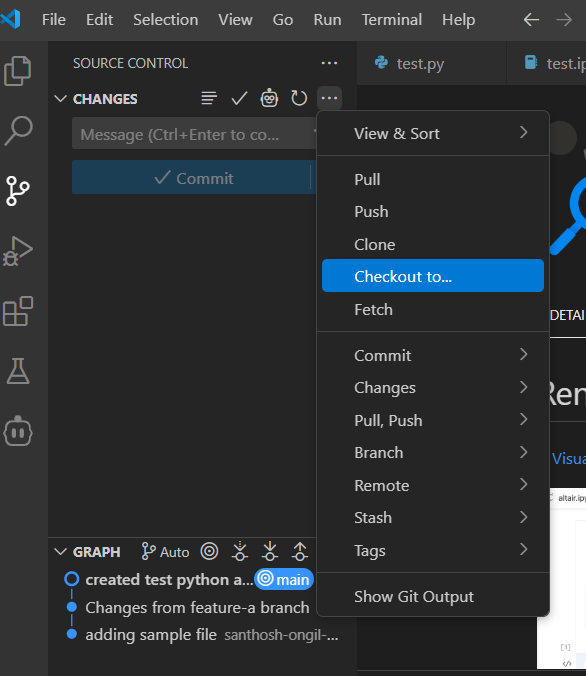 File Edit Selection View Go Run Terminal Help
SOURCE CONTROL
test.py
test.ip
CHANGES
Message (Ctrl+Enter to co...
Commit
View & Sort
Pull
Push
Clone
Checkout to...
Fetch
Commit
Changes
Pull, Push
Branch
Remote
Stash
Tags
Show Git Output
DETAI
Ren
Visua
altair.ipy
GRAPH
Auto
created test python a...
main
Changes from feature-a branch
adding sample file santhosh-ongil-...